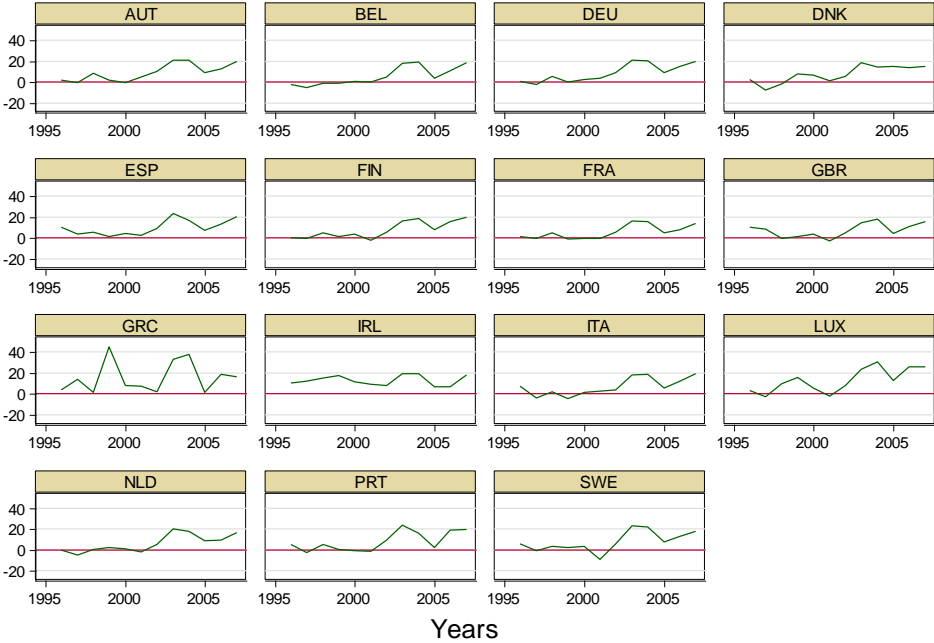 AUT BEL DEU DNK
40
20
0
-20
1995 2000 2005 1995 2000 2005 1995 2000 2005 1995 2000 2005
ESP FIN FRA GBR
40
20
0
-20
1995 2000 2005 1995 2000 2005 1995 2000 2005 1995 2000 2005
GRC IRL ITA LUX
40
20
0
-20
1995 2000 2005 1995 2000 2005 1995 2000 2005 1995 2000 2005
NLD PRT SWE
40
20
0
-20
1995 2000 2005 1995 2000 2005 1995 2000 2005
Years